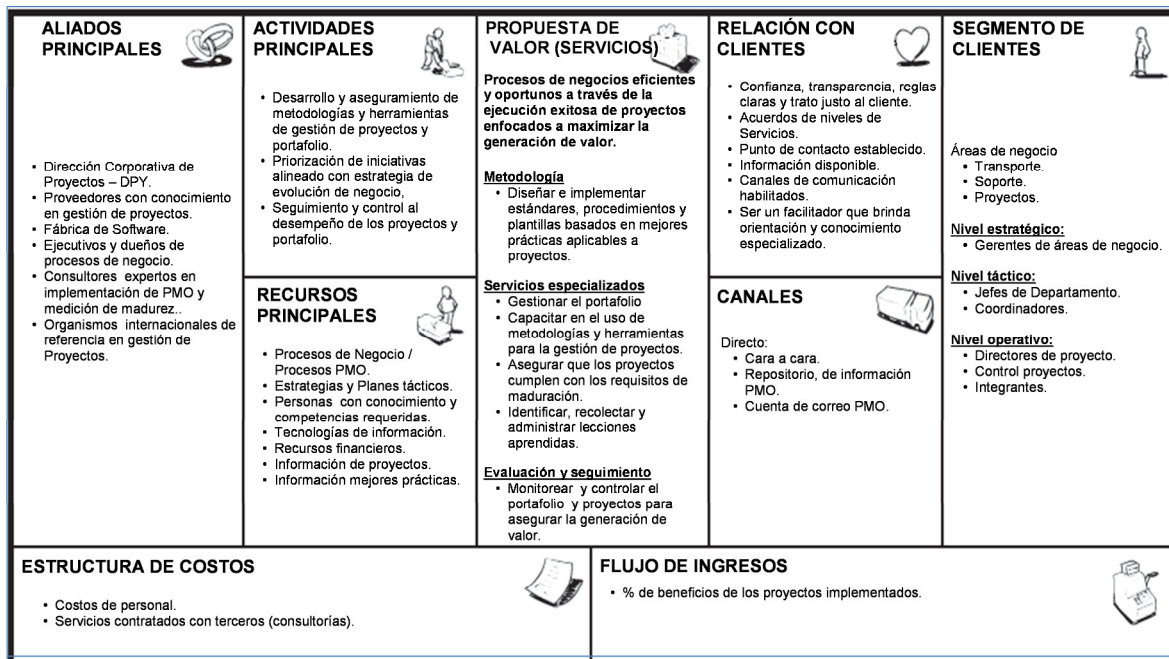 ALIADOS
PRINCIPALES
▪ Dirección Corporativa de
Proyectos – DPY.
• Proveedores con conocimiento
en gestión de proyectos.
• Fábrica de Software.
▪ Ejecutivos y dueños de
procesos de negocio.
• Consultores expertos en
implementación de PMO y
medición de madurez..
• Organismos internacionales de
referencia en gestión de
Proyectos.
ACTIVIDADES
PRINCIPALES
• Desarrollo y aseguramiento de
metodologías y herramientas
de gestión de proyectos y
portafolio.
• Priorización de iniciativas
alineado con estrategia de
evolución de negocio,
• Seguimiento y control al
desempeño de los proyectos y
portafolio.
RECURSOS
PRINCIPALES
• Procesos de Negocio /
Procesos PMO.
▪ Estrategias y Planes tácticos.
• Personas con conocimiento y
competencias requeridas.
▪ Tecnologías de información.
▪ Recursos financieros.
• Información de proyectos.
▪ Información mejores prácticas.
PROPUESTA DE
VALOR (SERVICIOS)
Procesos de negocios eficientes
y oportunos a través de la
ejecución exitosa de proyectos
enfocados a maximizar la
generación de valor.
Metodología
• Diseñar e implementar
estándares, procedimientos y
plantillas basados en mejores
prácticas aplicables a
proyectos.
Servicios especializados
• Gestionar el portafolio
• Capacitar en el uso de
metodologías y herramientas
para la gestión de proyectos.
• Asegurar que los proyectos
cumplen con los requisitos de
maduración.
• Identificar, recolectar y
administrar lecciones
aprendidas.
Evaluación y seguimiento
▪ Monitorear y controlar el
portafolio y proyectos para
asegurar la generación de
valor.
RELACIÓN CON
CLIENTES
• Confianza, transparencia, reglas
claras y trato justo al cliente.
• Acuerdos de niveles de
Servicios.
• Punto de contacto establecido.
▪ Información disponible.
▪ Canales de comunicación
habilitados.
• Ser un facilitador que brinda
orientación y conocimiento
especializado.
CANALES
Directo:
• Cara a cara.
• Repositorio, de información
PMO.
• Cuenta de correo PMO.
SEGMENTO DE
CLIENTES
Áreas de negocio
• Transporte.
• Soporte.
• Proyectos.
Nivel estratégico:
• Gerentes de áreas de negocio.
Nivel táctico:
• Jefes de Departamento.
• Coordinadores.
Nivel operativo:
• Directores de proyecto.
• Control proyectos.
• Integrantes.
ESTRUCTURA DE COSTOS
• Costos de personal.
• Servicios contratados con terceros (consultorías).
FLUJO DE INGRESOS
• % de beneficios de los proyectos implementados.